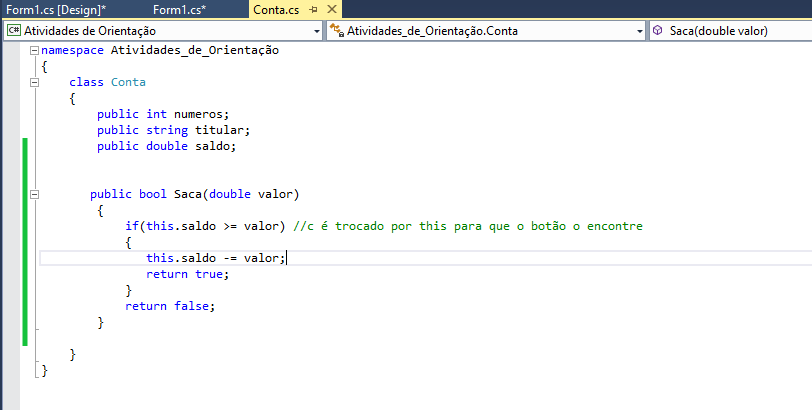 Form1.cs [Design]* Form1.cs* Conta.cs
C# Atividades de Orientação Atividades_de_Orientação.Conta Saca(double valor)
namespace Atividades_de_Orientação
{
class Conta
{
public int numeros;
public string titular;
public double saldo;
public bool Saca(double valor)
{
if(this.saldo >= valor) //c é trocado por this para que o botão o encontre
{
this.saldo -= valor;
return true;
}
return false;
}
}
}